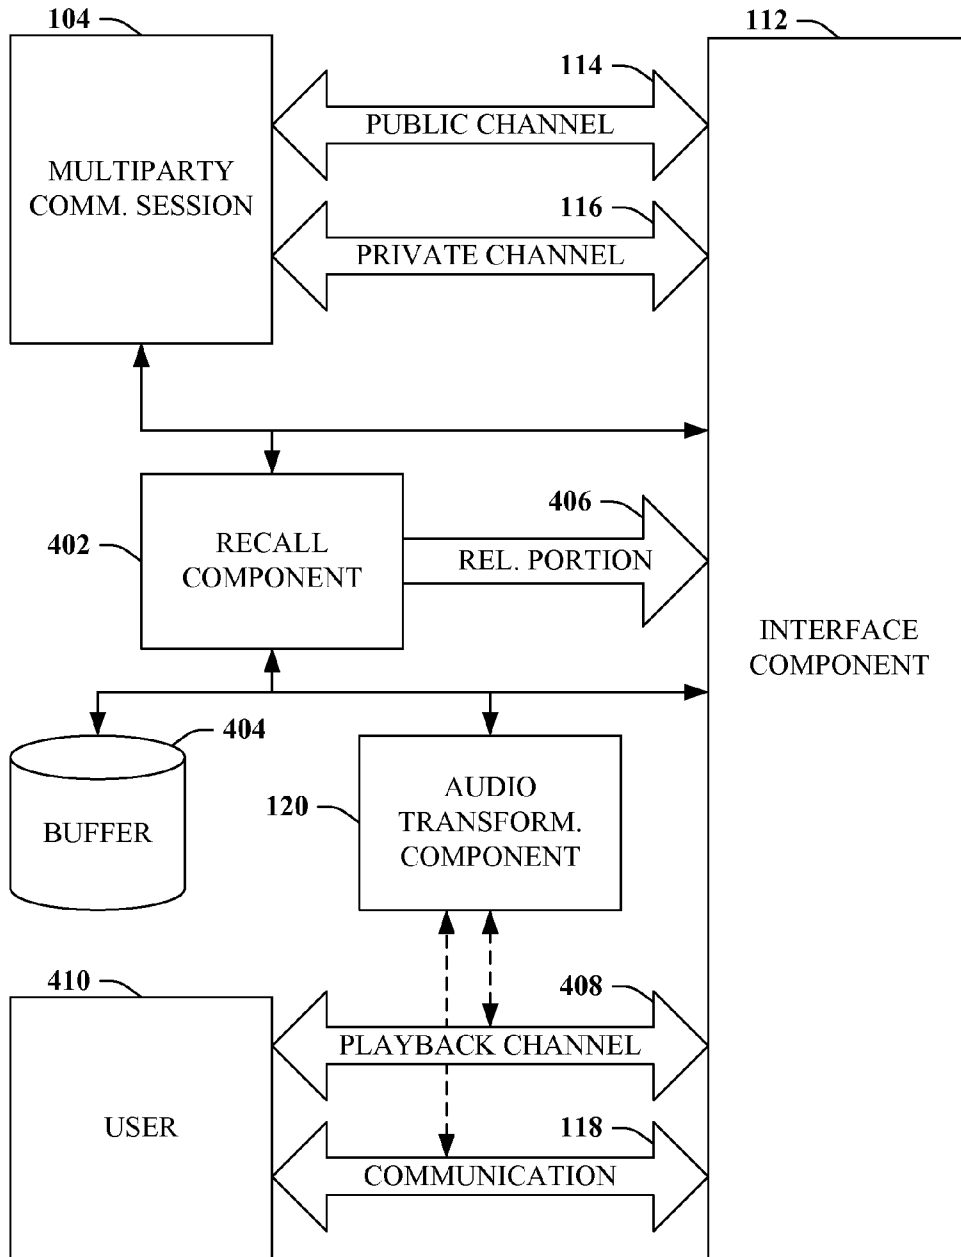 104
112
114
PUBLIC CHANNEL
MULTIPARTY
COMM. SESSION
116
PRIVATE CHANNEL
402
RECALL
COMPONENT
406
REL. PORTION
INTERFACE
COMPONENT
404
BUFFER
120
AUDIO
TRANSFORM.
COMPONENT
410
408
PLAYBACK CHANNEL
USER
118
COMMUNICATION